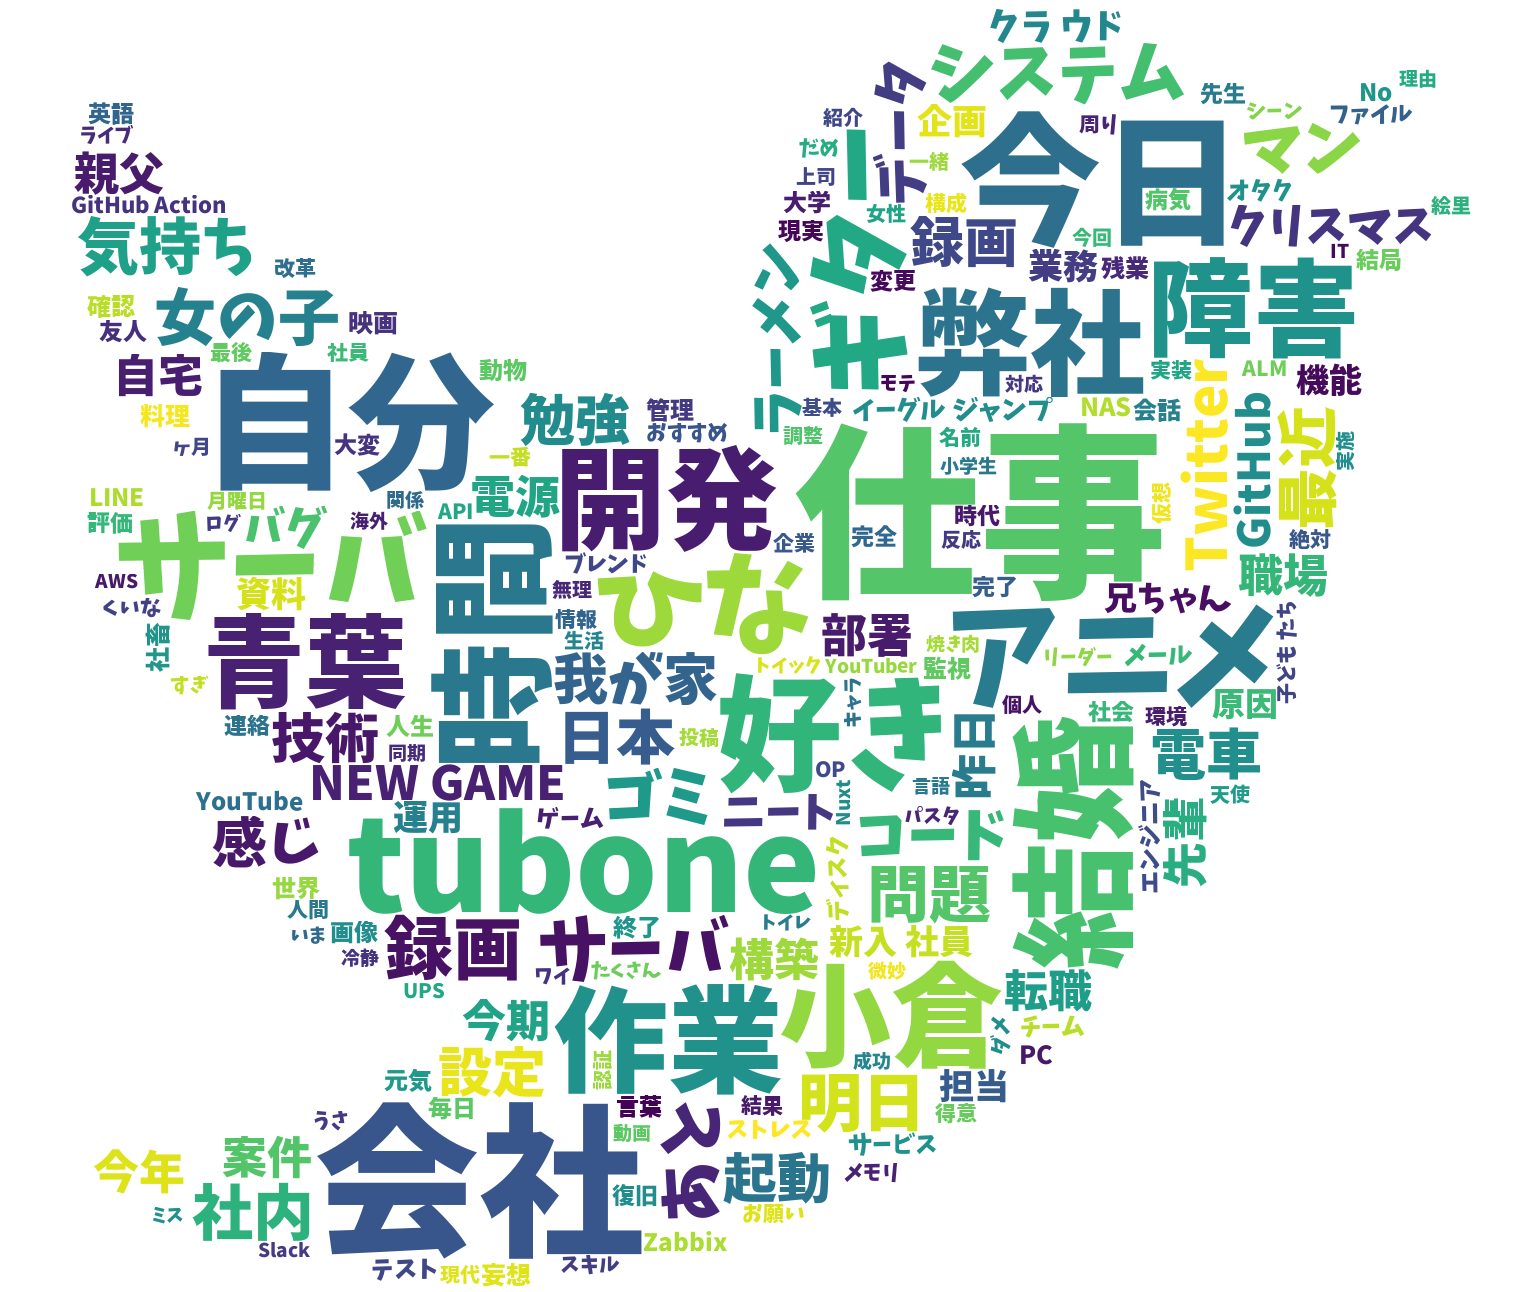 クラウド
システム
データ
先生
No
理由
英語
ライブ
親父
GitHub Action
気持ち
改革
確認
友人
女の子
映画
最後
社員
自宅
料理
ヶ月
自分
大変
動物
紹介
企画
周り
シーン
ファイル
マン
だめ
一緒
上司
大学
女性
構成
現実
ギター
今日
病気
オタク
クリスマス
絵里
録画
今回
業務
残業
IT
結局
変更
ラーメン
弊社
障害
モテ
対応
実装
ALM
機能
勉強
管理
おすすめ
基本
イーグル ジャンプ
NAS
会話
Twitter
GitHub
最近
実施
調整
名前
小学生
一番
LINE
月曜日
関係
電源
開発
仕事
時代
仮想
評価
ログ
バグ
海外
API
企業
完全
反応
絶対
サーバ
AWS
資料
くいな
時間
ブレンド
無理
ひな
完了
職場
兄ちゃん
社畜
青葉
情報
生活
部署
アニメ
子どもたち
焼き肉
リーダー
メール
すぎ
我が家
トイック
YouTuber
監視
連絡
技術
人生
同期
日本
投稿
好き
キャラ
昨日
個人
社会
環境
原因
NEW GAME
OP
言語
結婚
電車
YouTube
運用
ゴミ
ゲーム
ニート
Nuxt
パスタ
コード
エンジニア
先輩
天使
感じ
tubone
ディスク
問題
世界
人間
いま
画像
冷静
録画
サーバ
終了
トイレ
新入 社員
ワイ
たくさん
構築
微妙
UPS
転職
今期
作業
小倉
ダメ
チーム
PC
設定
認証
成功
元気
毎日
言葉
結果
明日
担当
得意
うさ
会社
動画
とす
ストレス
サービス
今年
案件
起動
メモリ
社内
復旧
お願い
ミス
Slack
Zabbix
テスト
現代
妄想
スキル